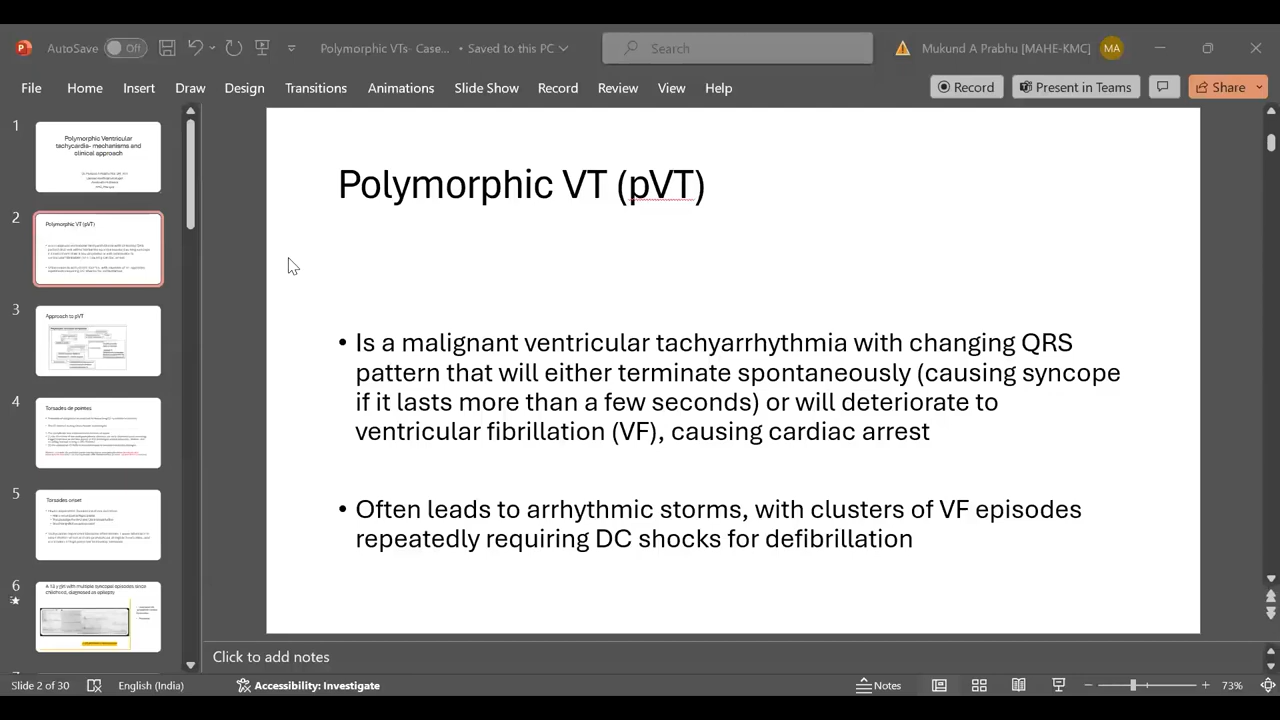 AutoSave Off Polymorphic VTs- Case... • Saved to this PC Search Mukund A Prabhu [MAHE-KMC] MA
File Home Insert Draw Design Transitions Animations Slide Show Record Review View Help Record Present in Teams Share
1
Polymorphic Ventricular
tachycardia- mechanisms and
clinical approach
2
Polymorphic VT (pVT)
3
Approach to pVT
4
Torsades de pointes
5
Torsades onset
6
Polymorphic VT (pVT)
• Is a malignant ventricular tachyarrhythmia with changing QRS
pattern that will either terminate spontaneously (causing syncope
if it lasts more than a few seconds) or will deteriorate to
ventricular fibrillation (VF), causing cardiac arrest
• Often leads to arrhythmic storms, with clusters of VF episodes
repeatedly requiring DC shocks for defibrillation
Click to add notes
Slide 2 of 30 English (India) Accessibility: Investigate Notes 73%